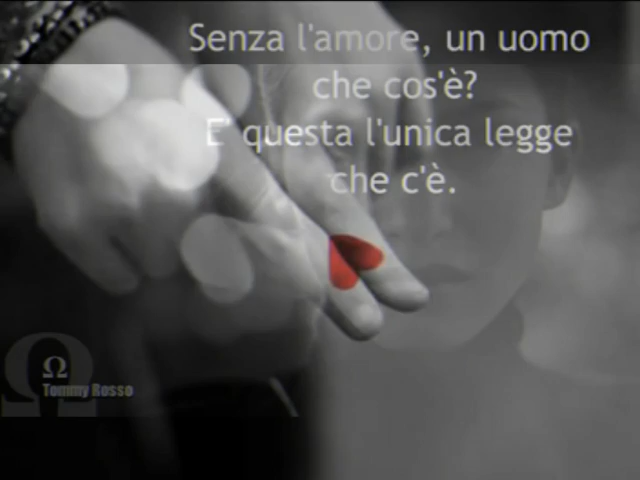 Senza l'amore, un uomo
che cos'è?
E' questa l'unica legge
che c'è.
Ω
Tommy Rosso